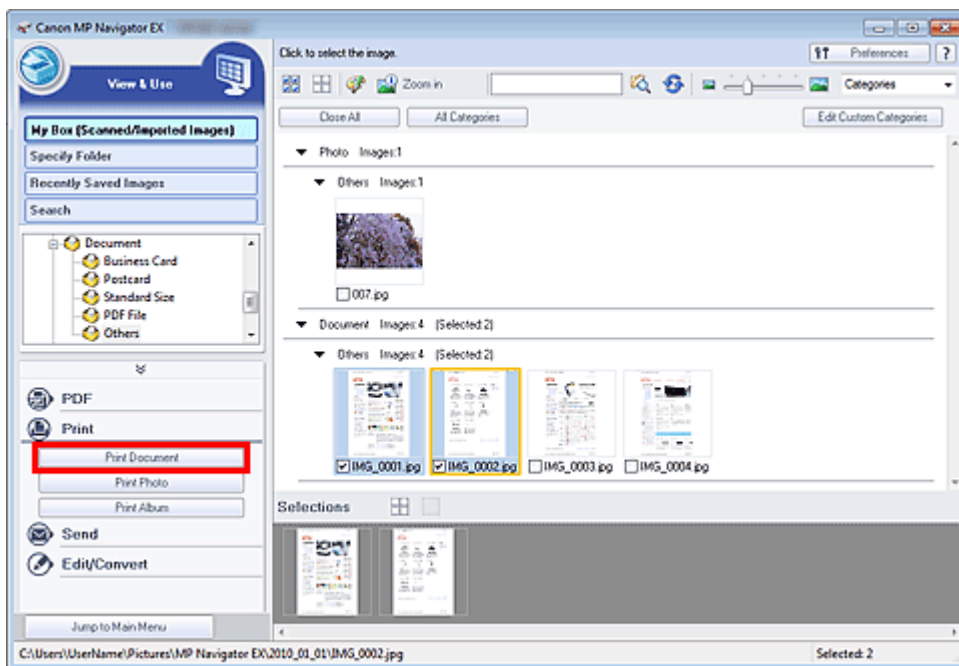 Canon MP Navigator EX
View & Use
My Box (Scanned/Imported Images)
Specify Folder
Recently Saved Images
Search
Document
Business Card
Postcard
Standard Size
PDF File
Others
PDF
Print
Print Document
Print Photo
Print Album
Send
Edit/Convert
Jump to Main Menu
Click to select the image.
Preferences ?
Zoom in
Categories
Close All
All Categories
Edit Custom Categories
Photo Images:1
Others Images:1
007.jpg
Document Images:4 (Selected:2)
Others Images:4 (Selected:2)
IMG_0001.jpg IMG_0002.jpg IMG_0003.jpg IMG_0004.jpg
Selections
C:\Users\UserName\Pictures\MP Navigator EX\2010_01_01\IMG_0002.jpg
Selected: 2